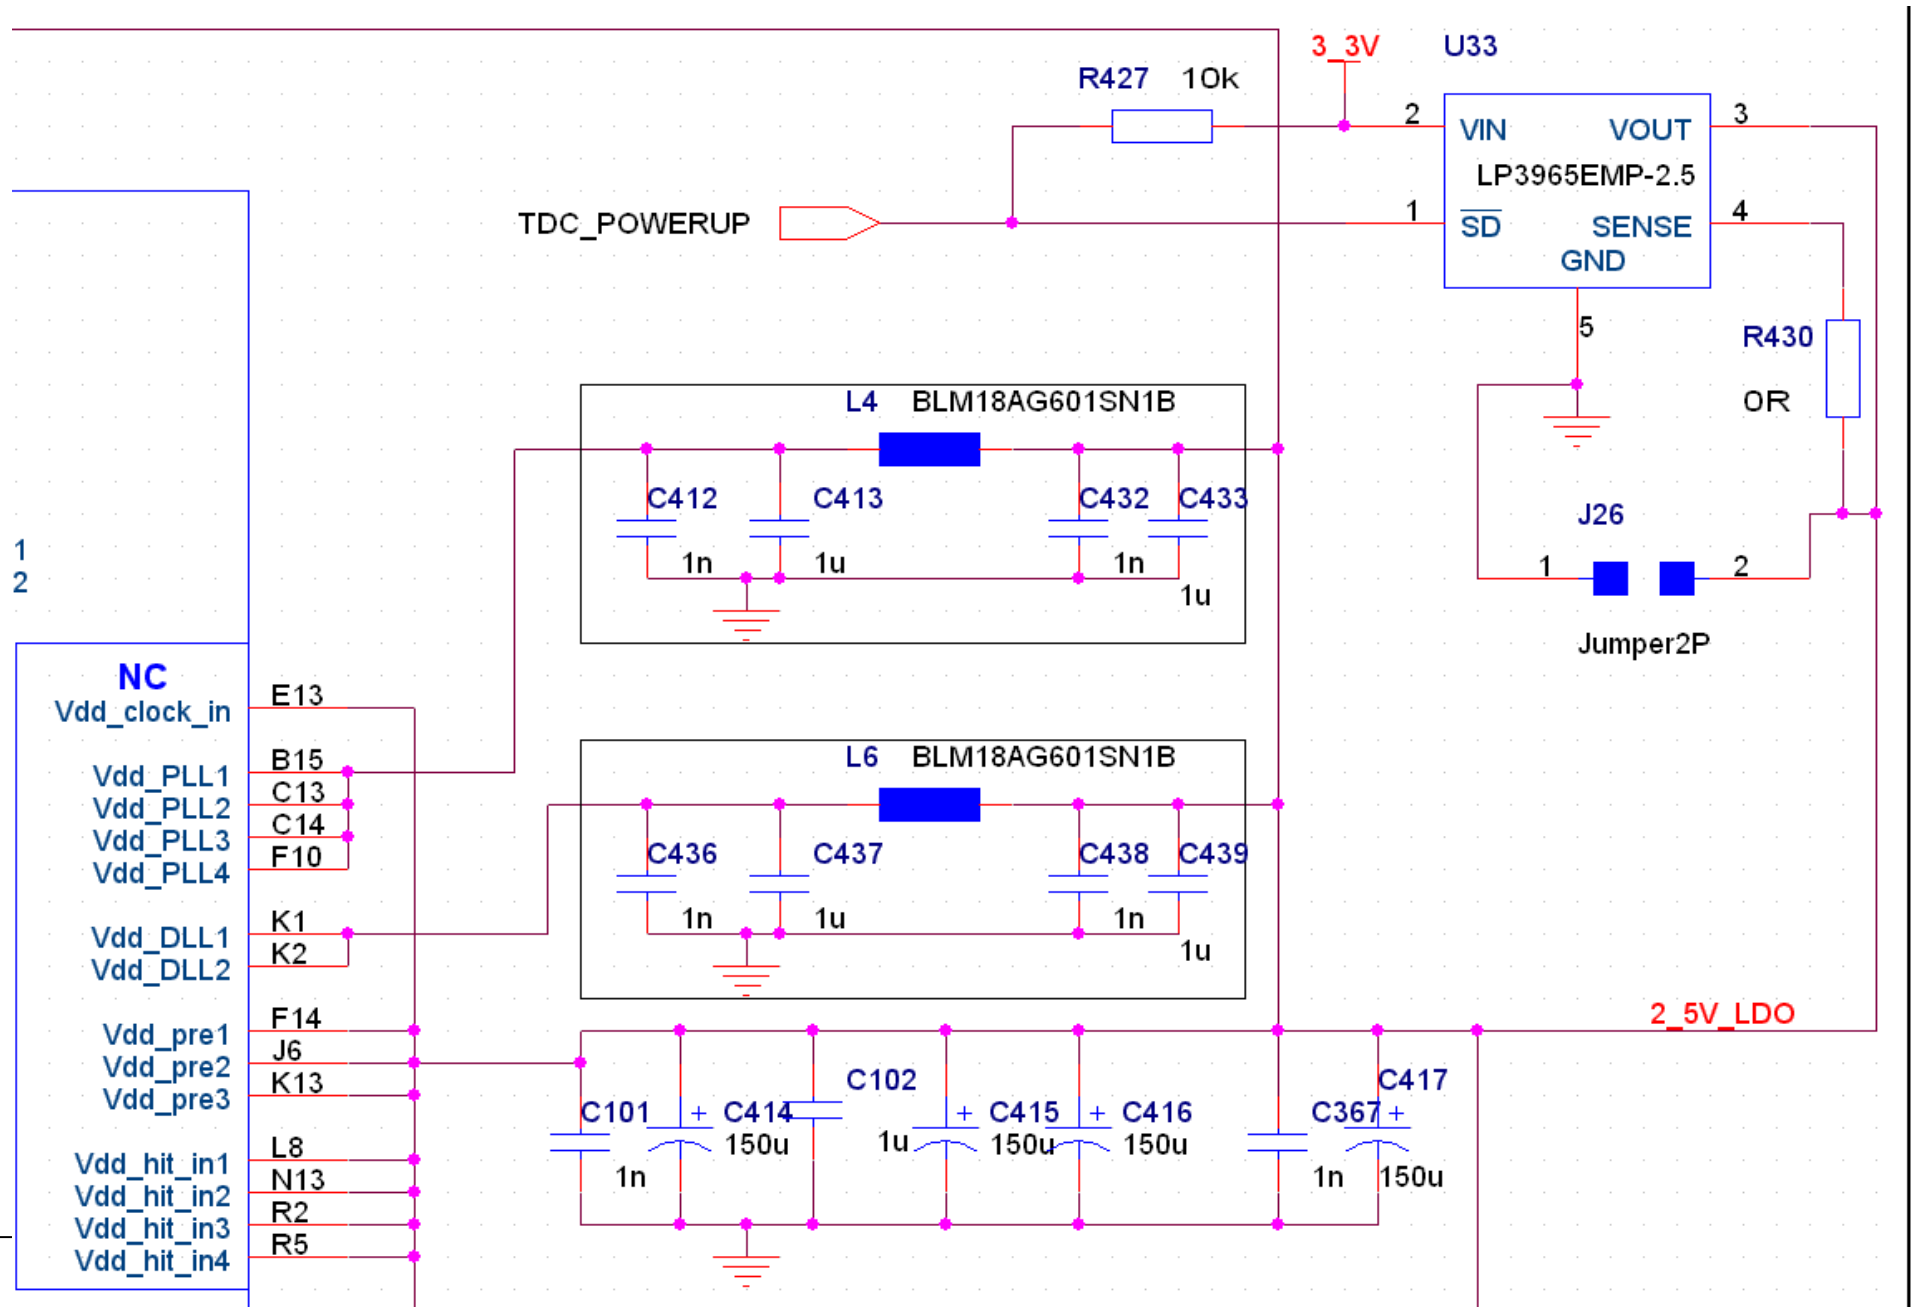 3_3V
U33
R427 10k
2 VIN VOUT 3
LP3965EMP-2.5
TDC_POWERUP
1 SD SENSE 4
GND
5
R430
0R
L4 BLM18AG601SN1B
C412 C413 C432 C433
1n 1u 1n 1u
J26
1 2
Jumper2P
1
2
NC
Vdd_clock_in E13
Vdd_PLL1 B15
Vdd_PLL2 C13
Vdd_PLL3 C14
Vdd_PLL4 F10
Vdd_DLL1 K1
Vdd_DLL2 K2
Vdd_pre1 F14
Vdd_pre2 J6
Vdd_pre3 K13
Vdd_hit_in1 L8
Vdd_hit_in2 N13
Vdd_hit_in3 R2
Vdd_hit_in4 R5
L6 BLM18AG601SN1B
C436 C437 C438 C439
1n 1u 1n 1u
2_5V_LDO
C101 + C414 C102 + C415 + C416 C367 + C417
1n 150u 1u 150u 150u 1n 150u